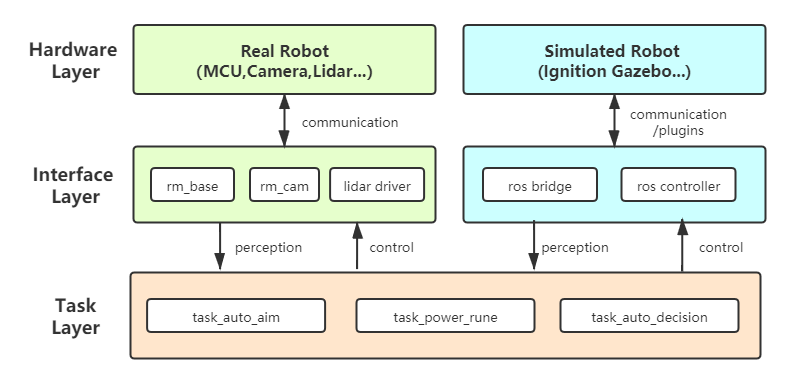 Hardware
Layer
Real Robot
(MCU,Camera,Lidar...)
Simulated Robot
(Ignition Gazebo...)
communication
communication
/plugins
Interface
Layer
rm_base
rm_cam
lidar driver
ros bridge
ros controller
perception
control
perception
control
Task
Layer
task_auto_aim
task_power_rune
task_auto_decision